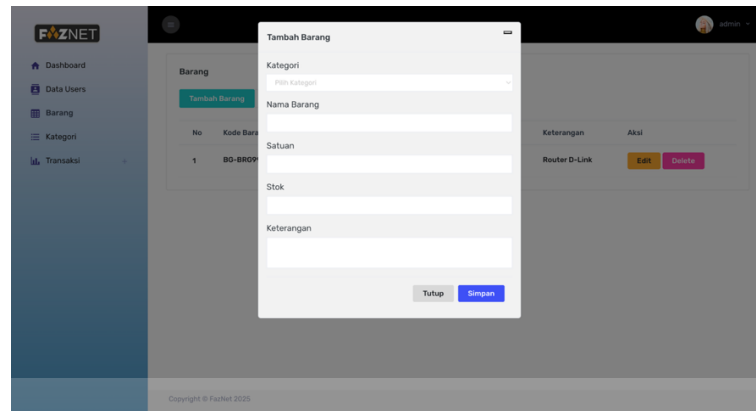 FAZNET
admin
Dashboard
Data Users
Barang
Kategori
Transaksi
Barang
Tambah Barang
No
Kode Bara
Keterangan
Aksi
1
BG-BRG9
Router D-Link
Edit
Delete
Tambah Barang
Kategori
Pilih Kategori
Nama Barang
Satuan
Stok
Keterangan
Tutup
Simpan
Copyright © FazNet 2025